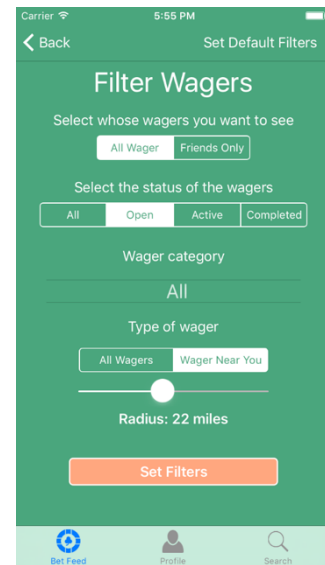 Carrier 5:55 PM
Back Set Default Filters
Filter Wagers
Select whose wagers you want to see
All Wager Friends Only
Select the status of the wagers
All Open Active Completed
Wager category
All
Type of wager
All Wagers Wager Near You
Radius: 22 miles
Set Filters
Bet Feed Profile Search